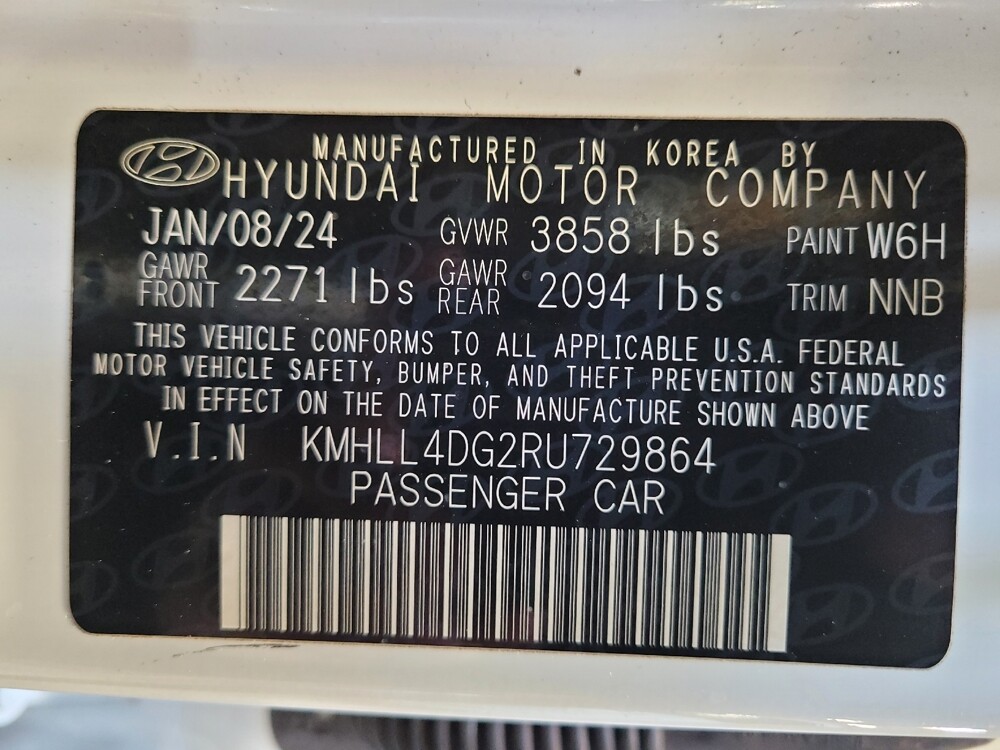 MANUFACTURED IN KOREA BY
HYUNDAI MOTOR COMPANY
JAN/08/24 GVWR 3858 lbs PAINT W6H
GAWR FRONT 2271 lbs GAWR REAR 2094 lbs TRIM NNB
THIS VEHICLE CONFORMS TO ALL APPLICABLE U.S.A. FEDERAL
MOTOR VEHICLE SAFETY, BUMPER, AND THEFT PREVENTION STANDARDS
IN EFFECT ON THE DATE OF MANUFACTURE SHOWN ABOVE
V.I.N KMHLL4DG2RU729864
PASSENGER CAR